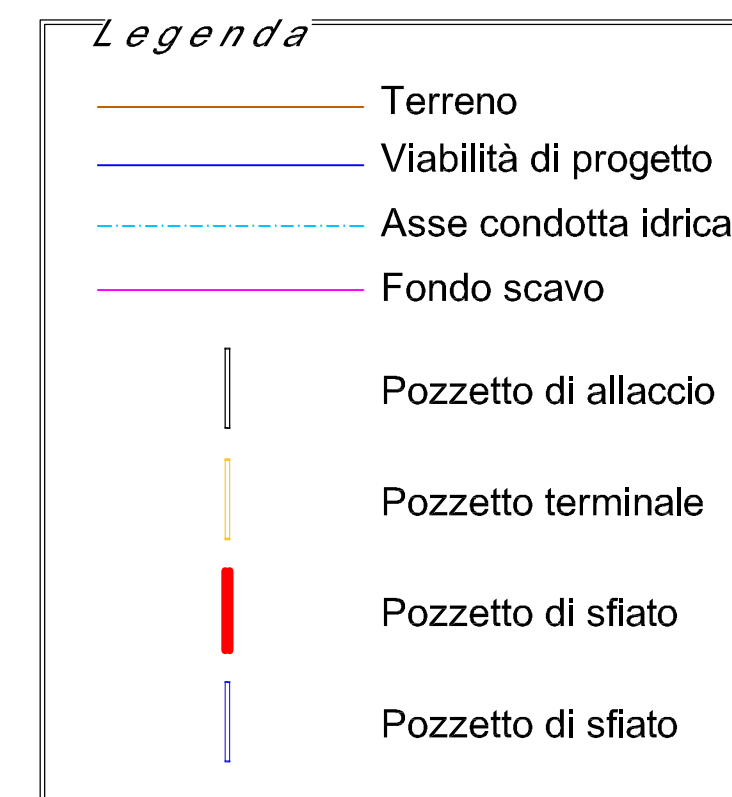 Legenda
Terreno
Viabilità di progetto
Asse condotta idrica
Fondo scavo
Pozzetto di allaccio
Pozzetto terminale
Pozzetto di sfiato
Pozzetto di sfiato